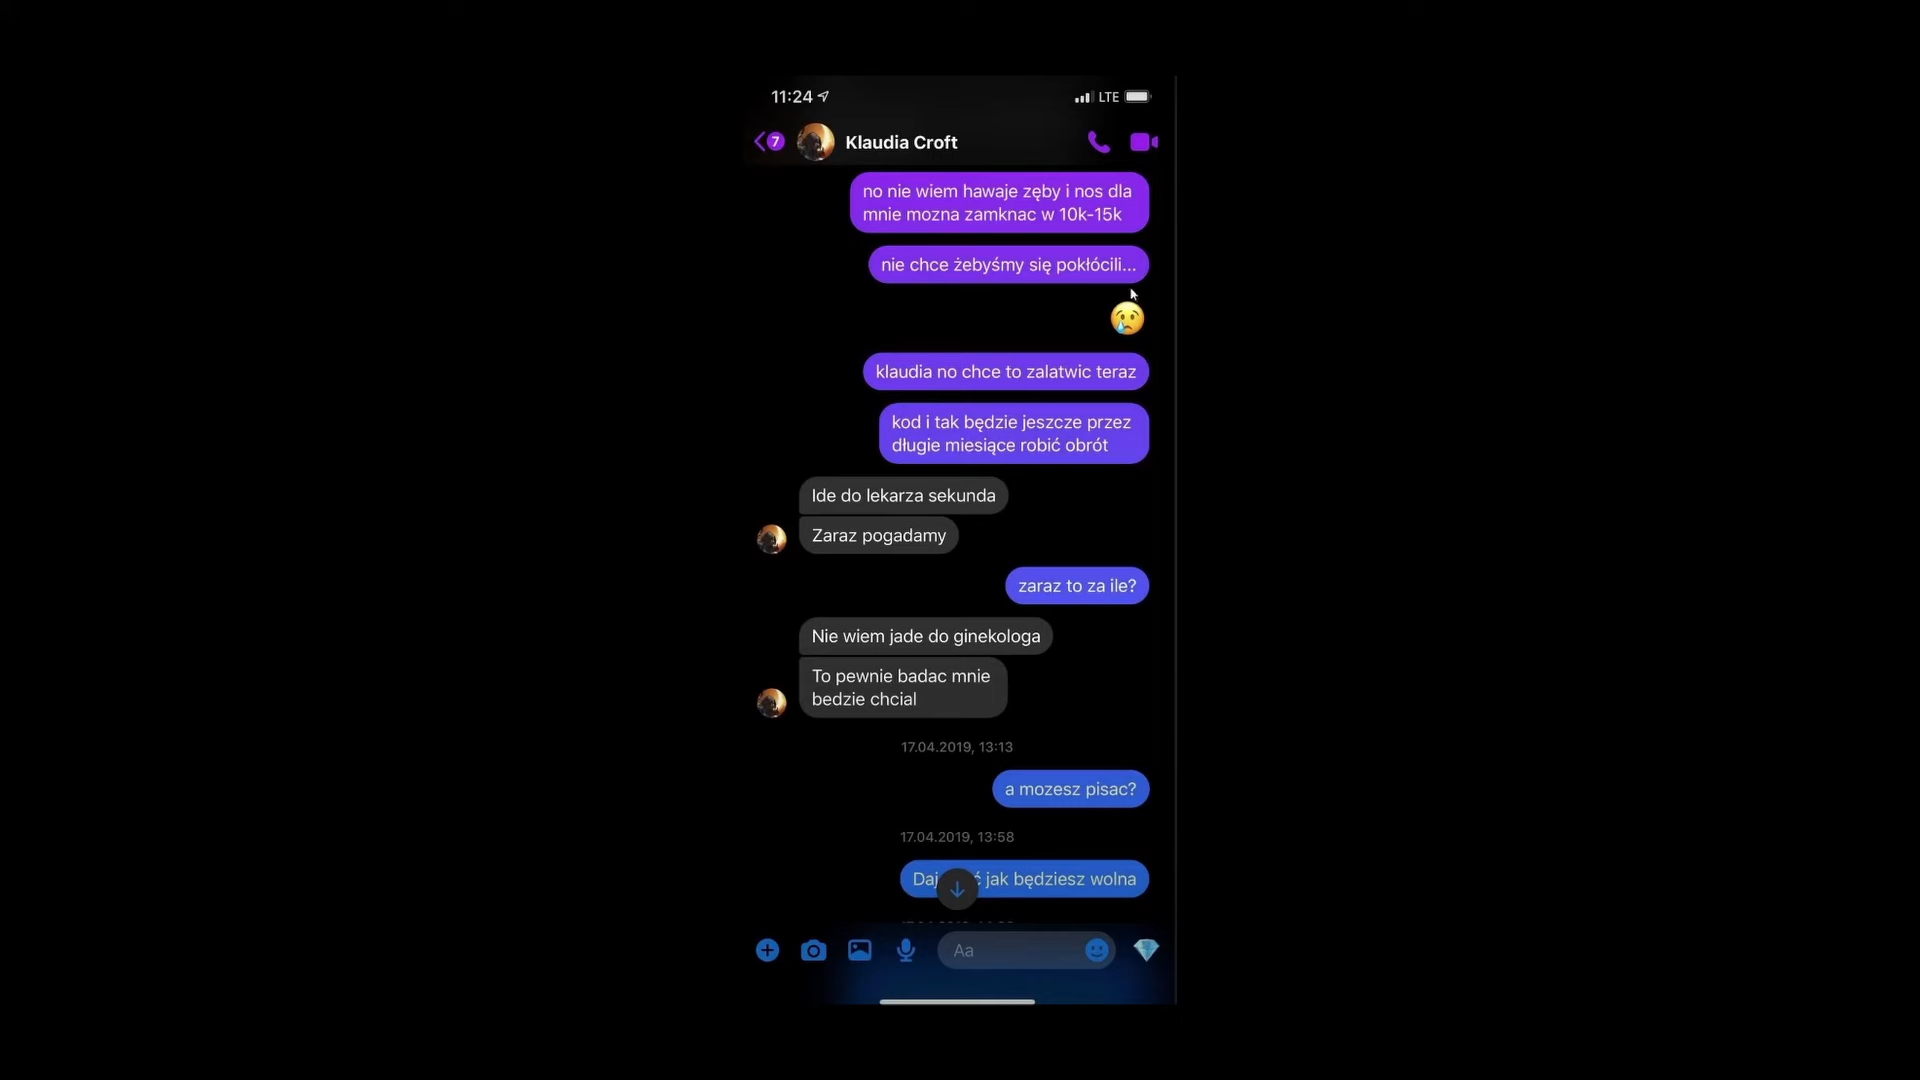 11:24
LTE
7
Klaudia Croft
no nie wiem hawaje zęby i nos dla
mnie mozna zamknac w 10k-15k
nie chce żebyśmy się pokłócili...
klaudia no chce to zalatwic teraz
kod i tak będzie jeszcze przez
długie miesiące robić obrót
Ide do lekarza sekunda
Zaraz pogadamy
zaraz to za ile?
Nie wiem jade do ginekologa
To pewnie badac mnie
bedzie chcial
17.04.2019, 13:13
a mozesz pisac?
17.04.2019, 13:58
jak będziesz wolna
Aa